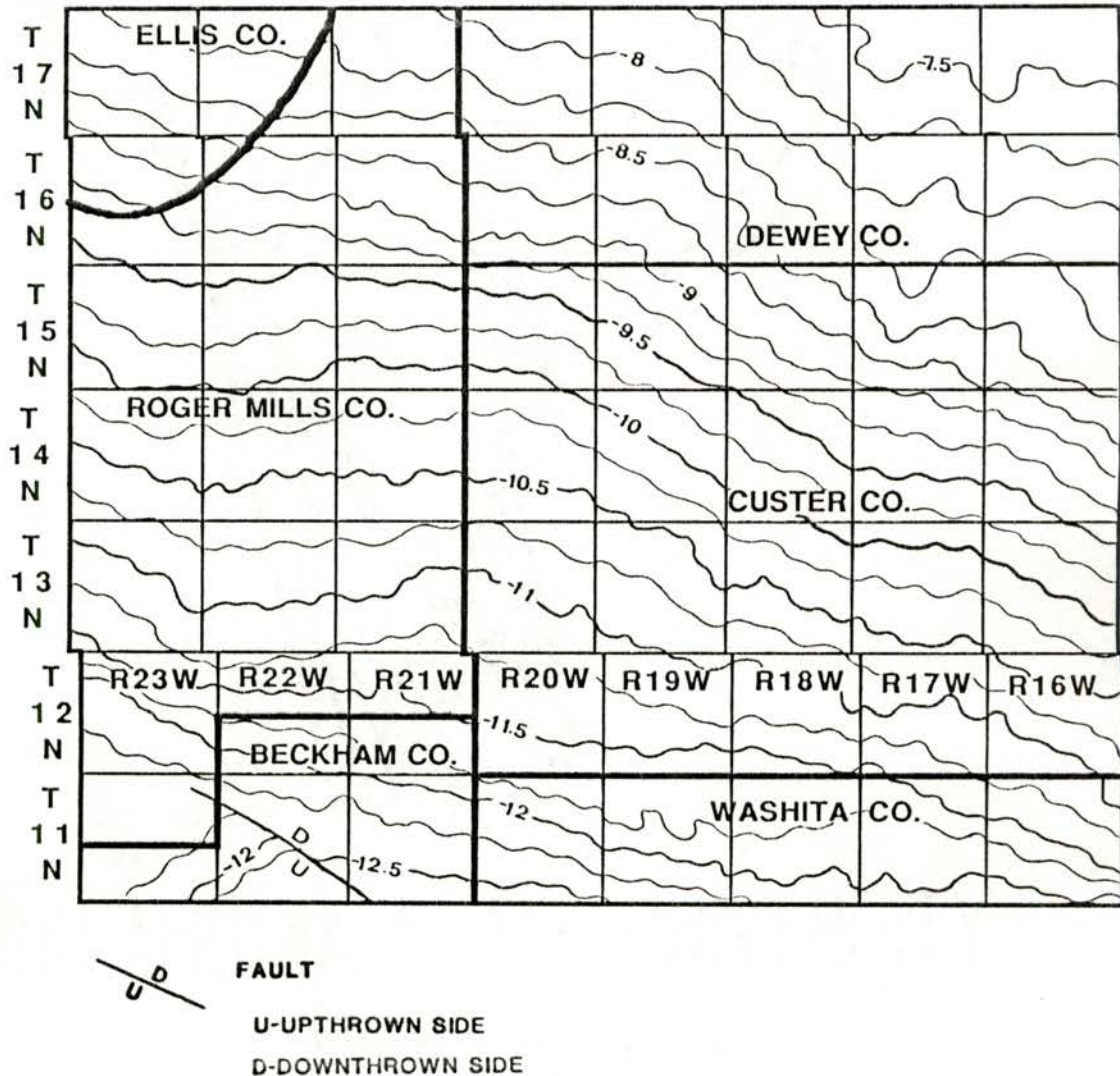 T
17
N
ELLIS CO.
-8
-7.5
T
16
N
-8.5
DEWEY CO.
T
15
N
-9
-9.5
ROGER MILLS CO.
T
14
N
-10
-10.5
CUSTER CO.
T
13
N
-11
T
12
N
R23W R22W R21W R20W R19W R18W R17W R16W
-11.5
BECKHAM CO.
T
11
N
-12
WASHITA CO.
D
U
-12
-12.5
D
U
FAULT
U-UPTHROWN SIDE
D-DOWNTHROWN SIDE